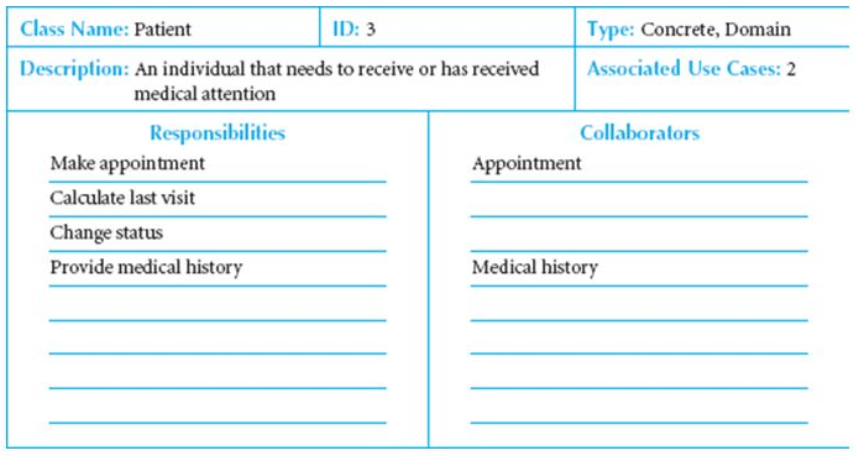 Class Name: Patient
ID: 3
Type: Concrete, Domain
Description: An individual that needs to receive or has received
medical attention
Associated Use Cases: 2
Responsibilities
Make appointment
Calculate last visit
Change status
Provide medical history
Collaborators
Appointment
Medical history